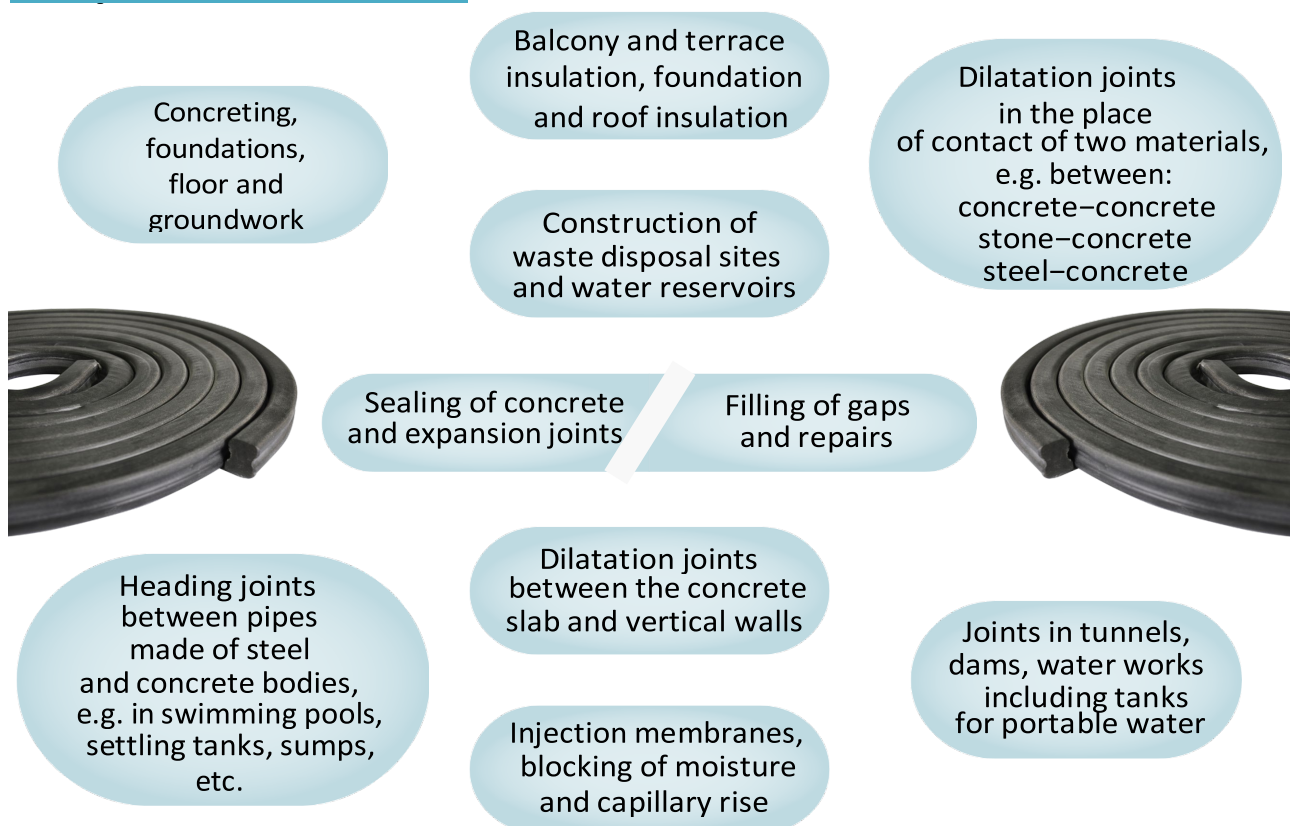 Concreting,
foundations,
floor and
groundwork
Balcony and terrace
insulation, foundation
and roof insulation
Dilatation joints
in the place
of contact of two materials,
e.g. between:
concrete–concrete
stone–concrete
steel–concrete
Construction of
waste disposal sites
and water reservoirs
Sealing of concrete
and expansion joints
Filling of gaps
and repairs
Heading joints
between pipes
made of steel
and concrete bodies,
e.g. in swimming pools,
settling tanks, sumps,
etc.
Dilatation joints
between the concrete
slab and vertical walls
Injection membranes,
blocking of moisture
and capillary rise
Joints in tunnels,
dams, water works
including tanks
for portable water